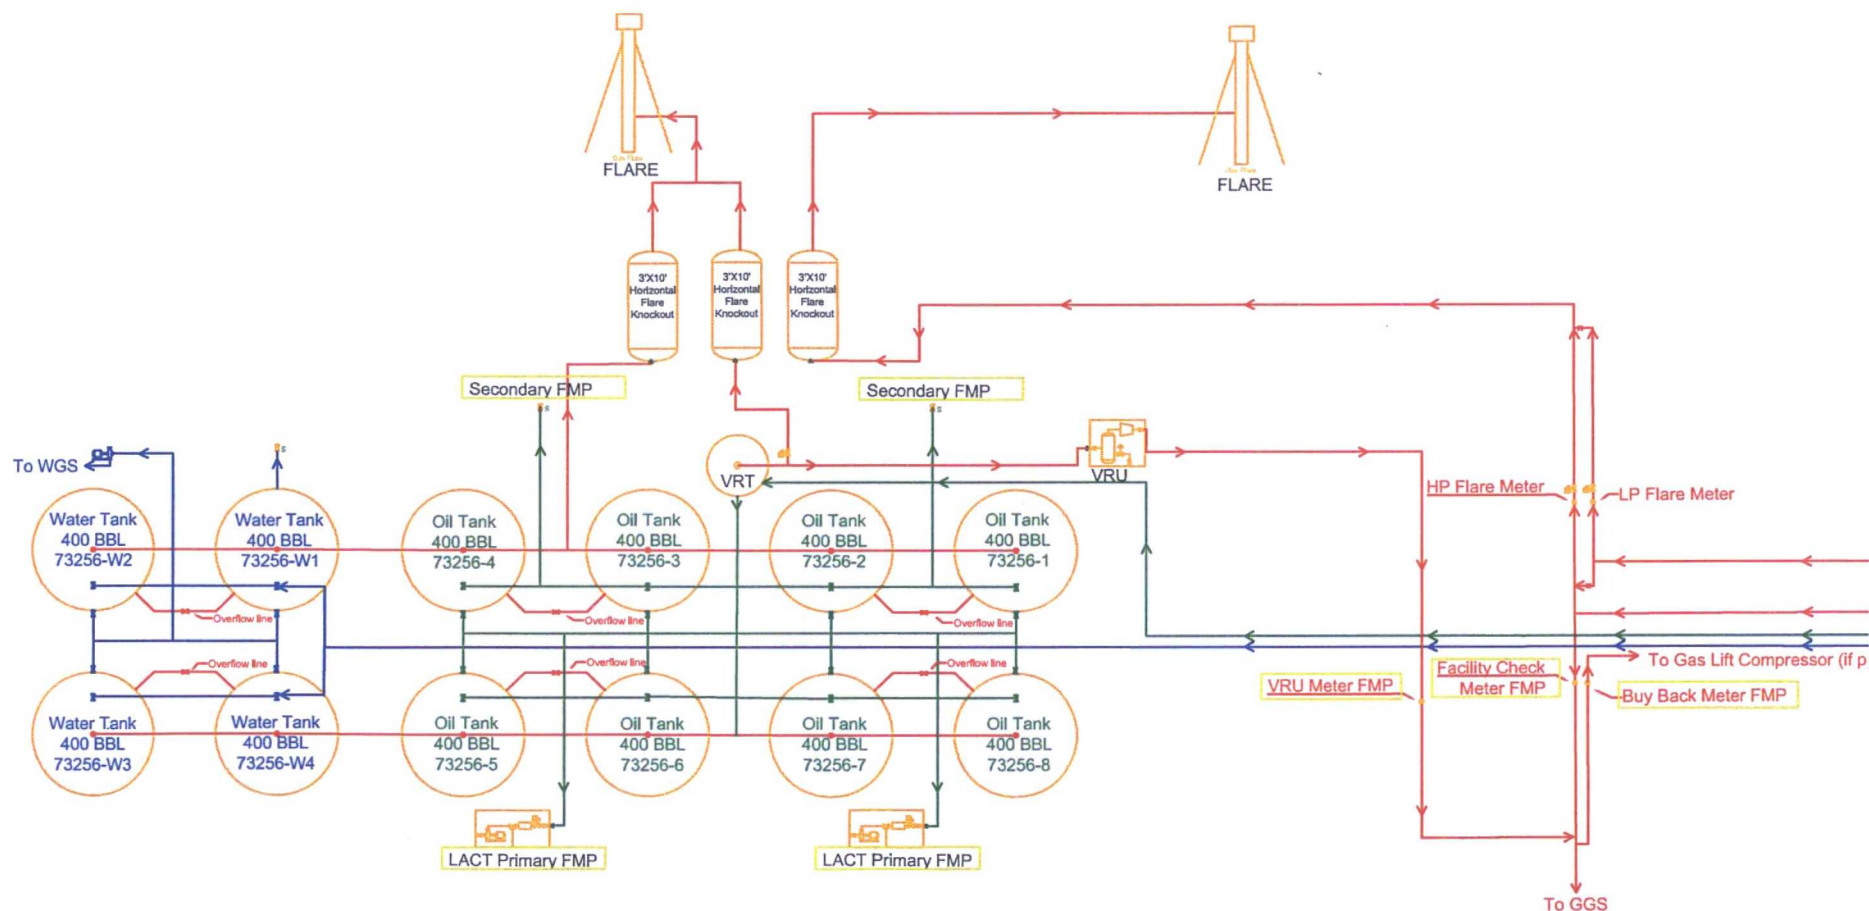 FLARE
FLARE
3'X10'
Horizontal
Flare
Knockout
3'X10'
Horizontal
Flare
Knockout
3'X10'
Horizontal
Flare
Knockout
Secondary FMP
S
Secondary FMP
S
To WGS
S
VRT
VRU
HP Flare Meter
LP Flare Meter
Water Tank
400 BBL
73256-W2
Water Tank
400 BBL
73256-W1
Oil Tank
400 BBL
73256-4
Oil Tank
400 BBL
73256-3
Oil Tank
400 BBL
73256-2
Oil Tank
400 BBL
73256-1
Overflow line
Overflow line
Overflow line
Overflow line
Overflow line
Overflow line
To Gas Lift Compressor (if p
Facility Check
Meter FMP
VRU Meter FMP
Buy Back Meter FMP
Water Tank
400 BBL
73256-W3
Water Tank
400 BBL
73256-W4
Oil Tank
400 BBL
73256-5
Oil Tank
400 BBL
73256-6
Oil Tank
400 BBL
73256-7
Oil Tank
400 BBL
73256-8
LACT Primary FMP
LACT Primary FMP
To GGS